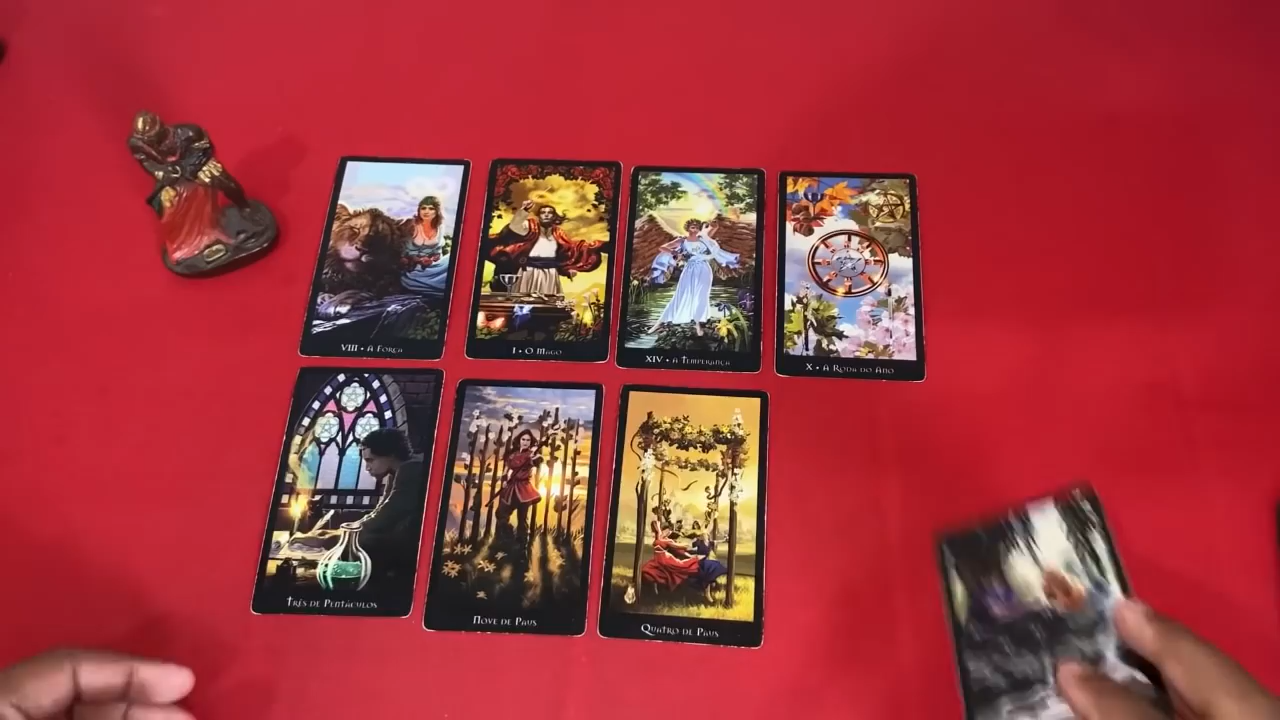 VIII • A Força
I • O Mago
XIV • A Temperança
X • A Roda do Ano
Três de Pentáculos
Nove de Paus
Quatro de Paus